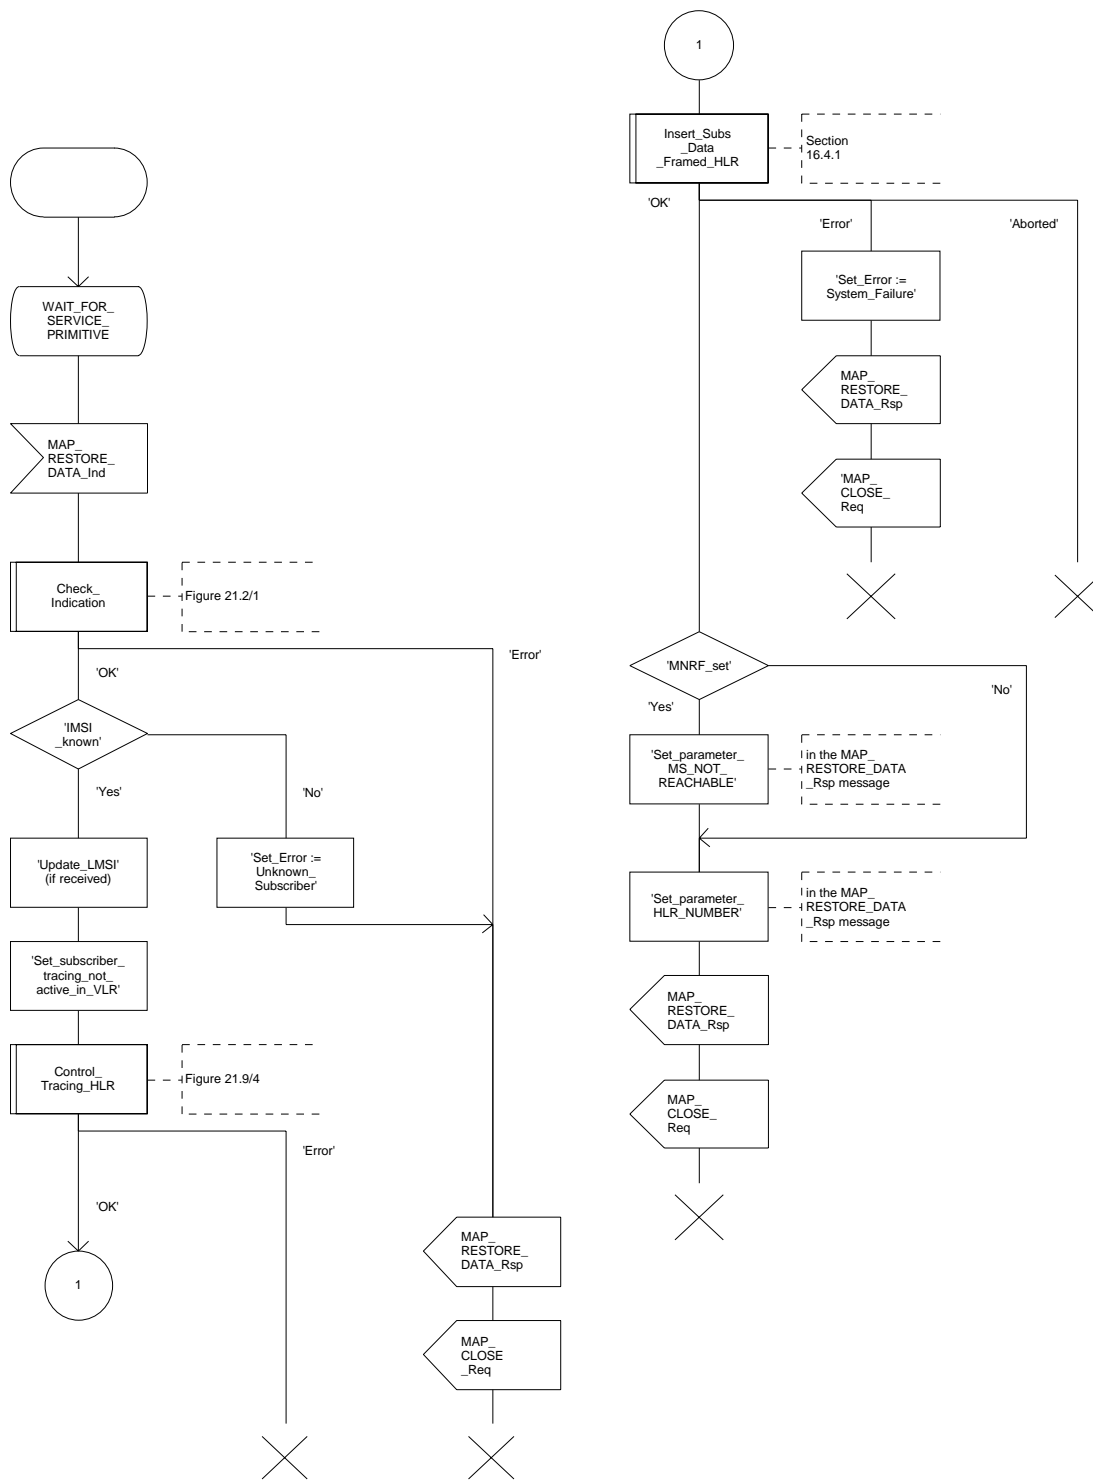 WAIT_FOR_
SERVICE_
PRIMITIVE
MAP_
RESTORE_
DATA_Ind
Check_
Indication
Figure 21.2/1
'Error'
'OK'
'IMSI
_known'
'Yes'
'No'
'Update_LMSI'
(if received)
'Set_Error :=
Unknown_
Subscriber'
'Set_subscriber_
tracing_not_
active_in_VLR'
Control_
Tracing_HLR
Figure 21.9/4
'Error'
'OK'
1
MAP_
RESTORE_
DATA_Rsp
MAP_
CLOSE
_Req
1
Insert_Subs
_Data
_Framed_HLR
Section
16.4.1
'OK'
'Error'
'Aborted'
'Set_Error :=
System_Failure'
MAP_
RESTORE_
DATA_Rsp
'MAP_
CLOSE_
Req
'MNRF_set'
'No'
'Yes'
'Set_parameter_
MS_NOT_
REACHABLE'
in the MAP_
RESTORE_DATA
_Rsp message
'Set_parameter_
HLR_NUMBER'
in the MAP_
RESTORE_DATA
_Rsp message
MAP_
RESTORE_
DATA_Rsp
MAP_
CLOSE_
Req